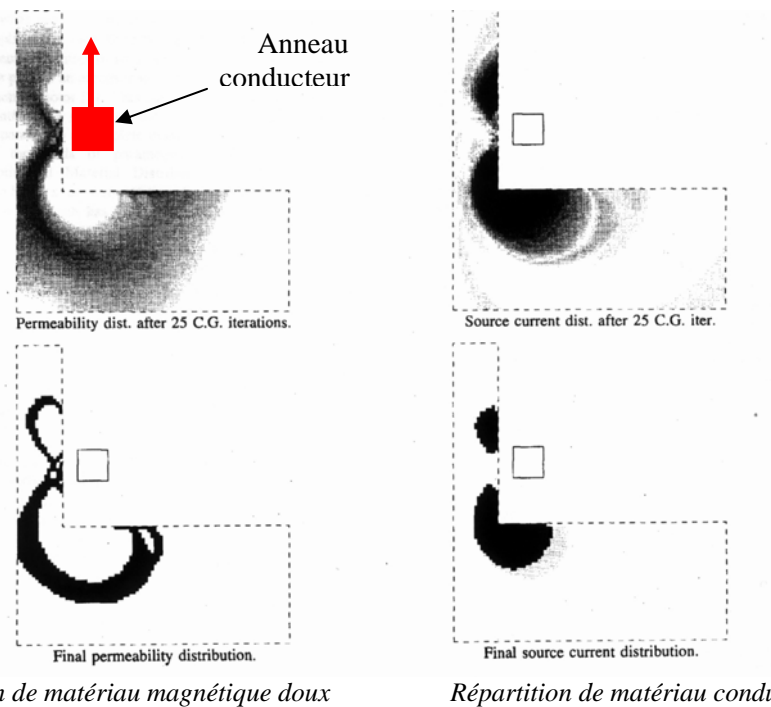 Anneau
conducteur
Permeability dist. after 25 C.G. iterations.
Source current dist. after 25 C.G. iter.
Final permeability distribution.
Final source current distribution.
n de matériau magnétique doux
Répartition de matériau condu